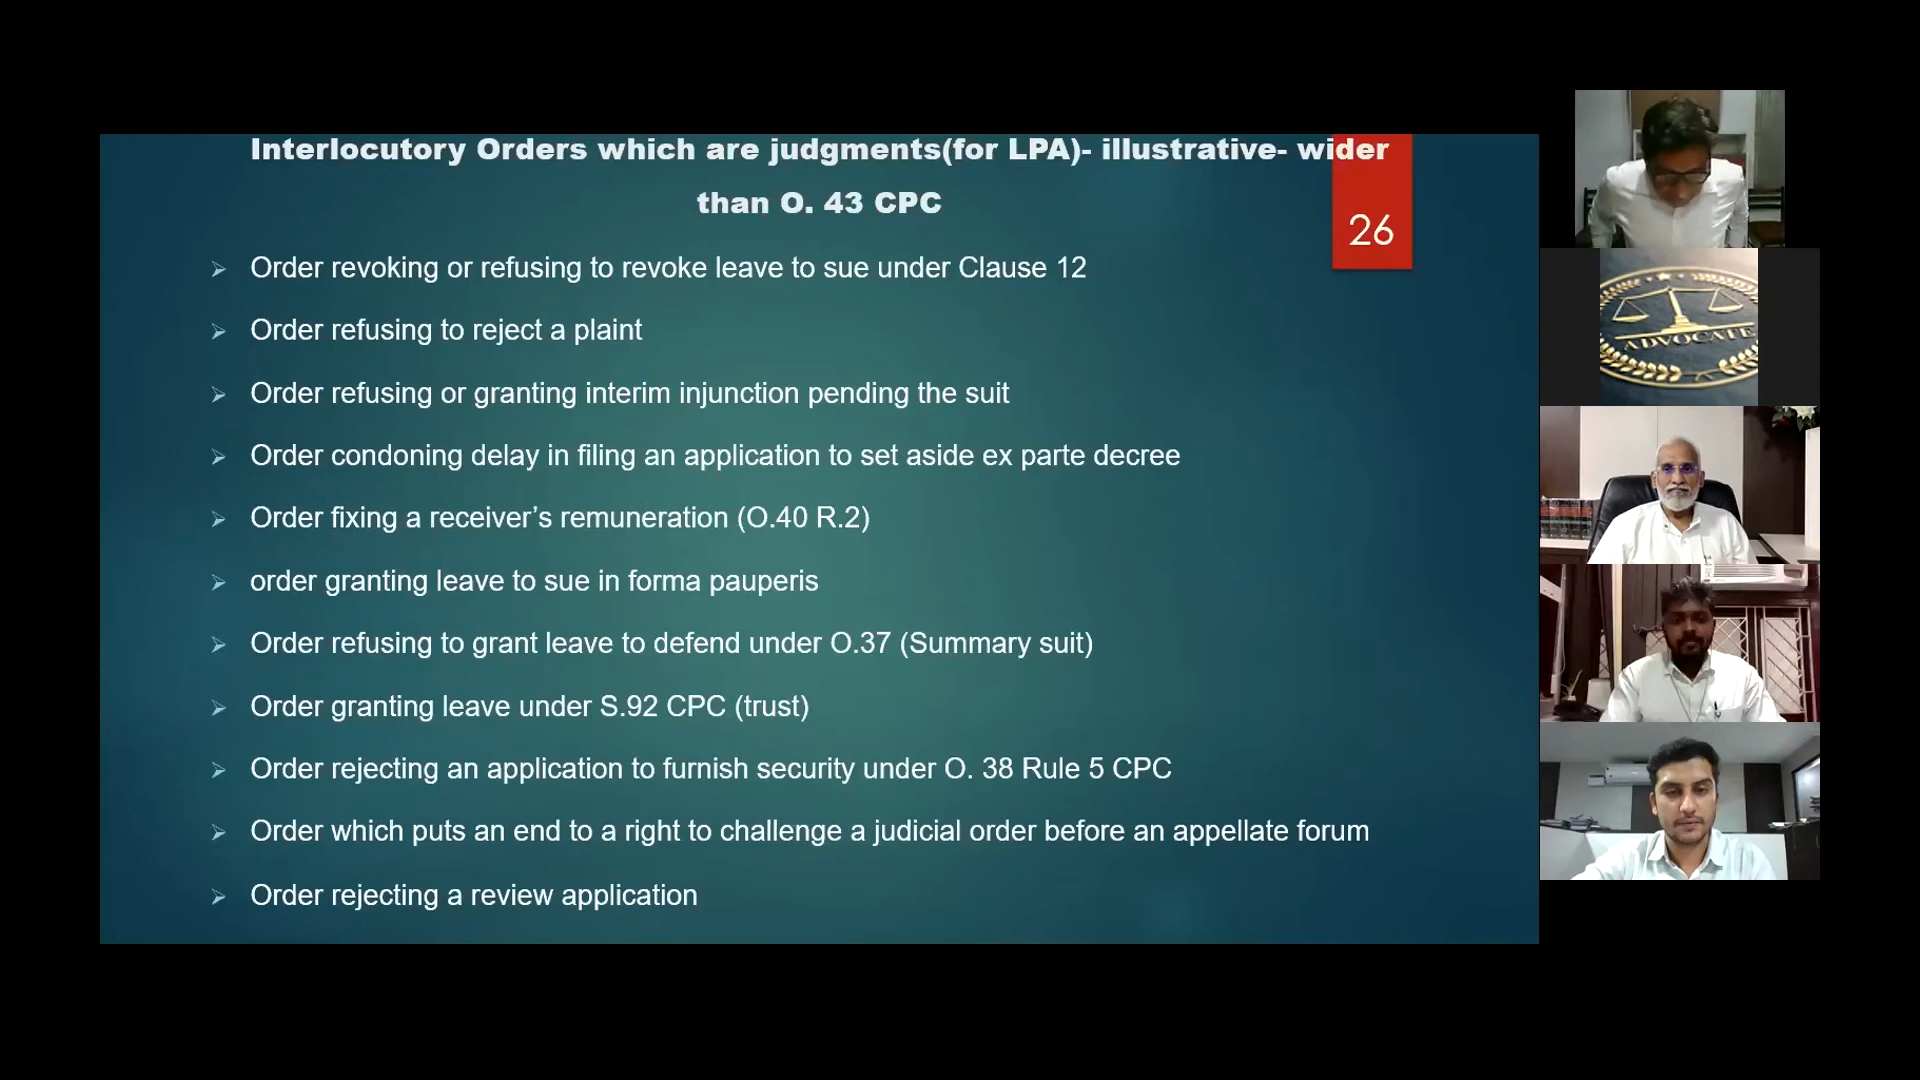 Interlocutory Orders which are judgments(for LPA)- illustrative- wider
than O. 43 CPC
26
Order revoking or refusing to revoke leave to sue under Clause 12
Order refusing to reject a plaint
Order refusing or granting interim injunction pending the suit
Order condoning delay in filing an application to set aside ex parte decree
Order fixing a receiver’s remuneration (O.40 R.2)
order granting leave to sue in forma pauperis
Order refusing to grant leave to defend under O.37 (Summary suit)
Order granting leave under S.92 CPC (trust)
Order rejecting an application to furnish security under O. 38 Rule 5 CPC
Order which puts an end to a right to challenge a judicial order before an appellate forum
Order rejecting a review application
ADVOCATE